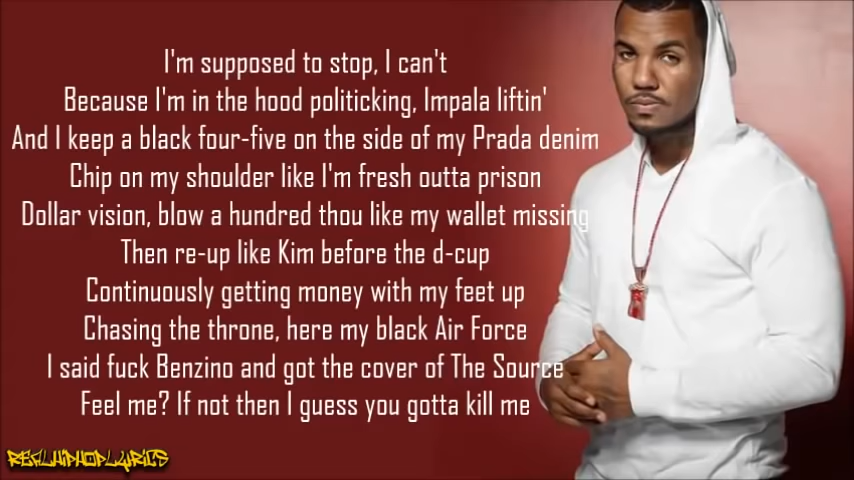 I'm supposed to stop, I can't
Because I'm in the hood politicking, Impala liftin'
And I keep a black four-five on the side of my Prada denim
Chip on my shoulder like I'm fresh outta prison
Dollar vision, blow a hundred thou like my wallet missing
Then re-up like Kim before the d-cup
Continuously getting money with my feet up
Chasing the throne, here my black Air Force
I said fuck Benzino and got the cover of The Source
Feel me? If not then I guess you gotta kill me
REALHIPHOPLYRICS